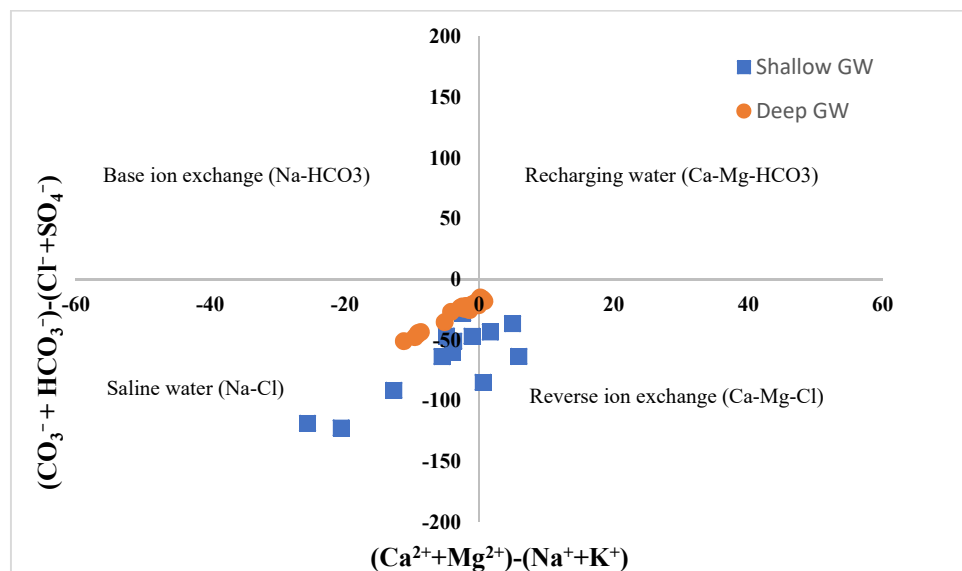 200
Shallow GW
150
Deep GW
100
Base ion exchange (Na-HCO3)
Recharging water (Ca-Mg-HCO3)
50
0
-60
-40
-20
0
20
40
60
-50
Saline water (Na-Cl)
Reverse ion exchange (Ca-Mg-Cl)
-100
-150
-200
(CO₃⁻+ HCO₃⁻)-(Cl⁻+SO₄⁻)
(Ca²⁺+Mg²⁺)-(Na⁺+K⁺)